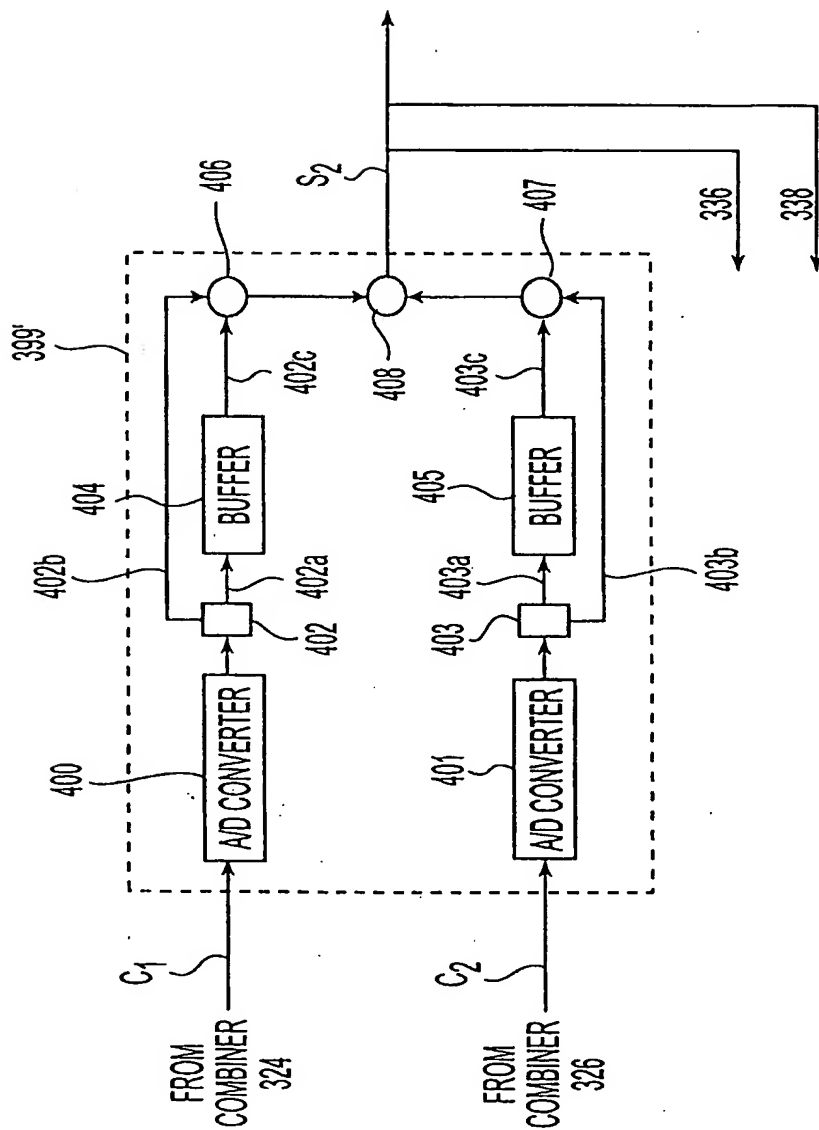 399'
402b
404
400
C1
FROM
COMBINER
324
A/D CONVERTER
402
402a
BUFFER
402c
406
S2
408
C2
FROM
COMBINER
326
401
A/D CONVERTER
403
403a
405
BUFFER
403c
407
403b
336
338